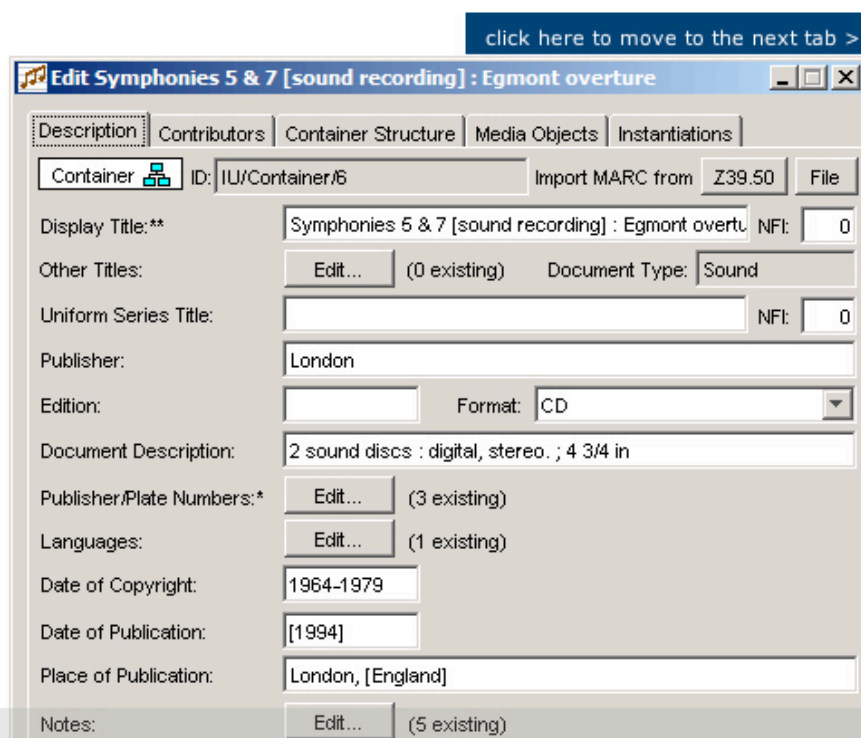 click here to move to the next tab >
Edit Symphonies 5 & 7 [sound recording] : Egmont overture
Description Contributors Container Structure Media Objects Instantiations
Container ID: IU/Container/6 Import MARC from Z39.50 File
Display Title:** Symphonies 5 & 7 [sound recording] : Egmont overtu NFI: 0
Other Titles: Edit... (0 existing) Document Type: Sound
Uniform Series Title: NFI: 0
Publisher: London
Edition: Format: CD
Document Description: 2 sound discs : digital, stereo. ; 4 3/4 in
Publisher/Plate Numbers:* Edit... (3 existing)
Languages: Edit... (1 existing)
Date of Copyright: 1964-1979
Date of Publication: [1994]
Place of Publication: London, [England]
Notes: Edit... (5 existing)